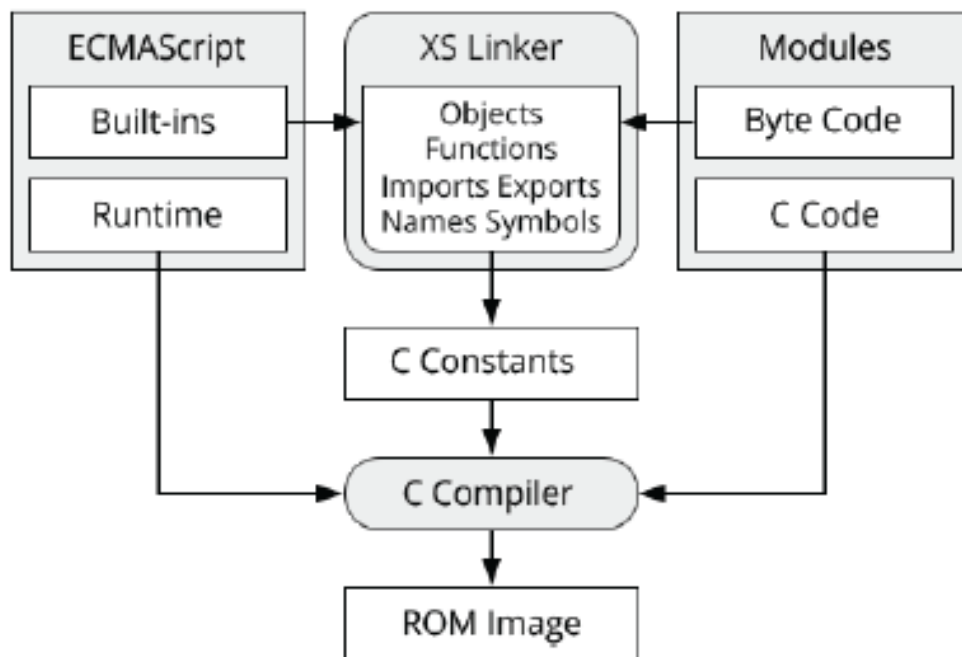 ECMAScript
Built-ins
Runtime
XS Linker
Objects
Functions
Imports Exports
Names Symbols
Modules
Byte Code
C Code
C Constants
C Compiler
ROM Image